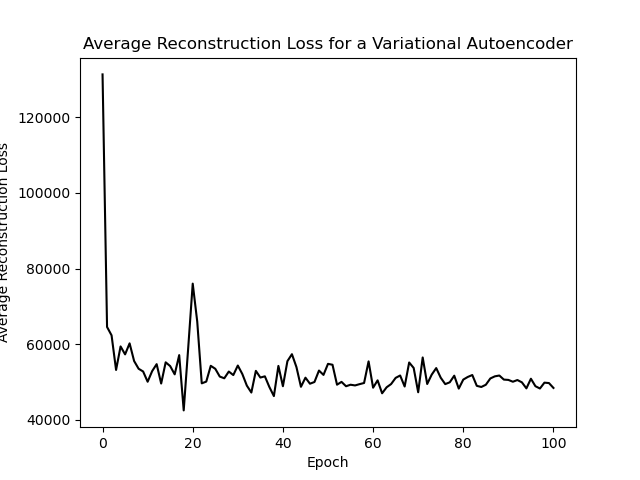 Average Reconstruction Loss for a Variational Autoencoder
Average Reconstruction Loss
120000
100000
80000
60000
40000
0 20 40 60 80 100
Epoch